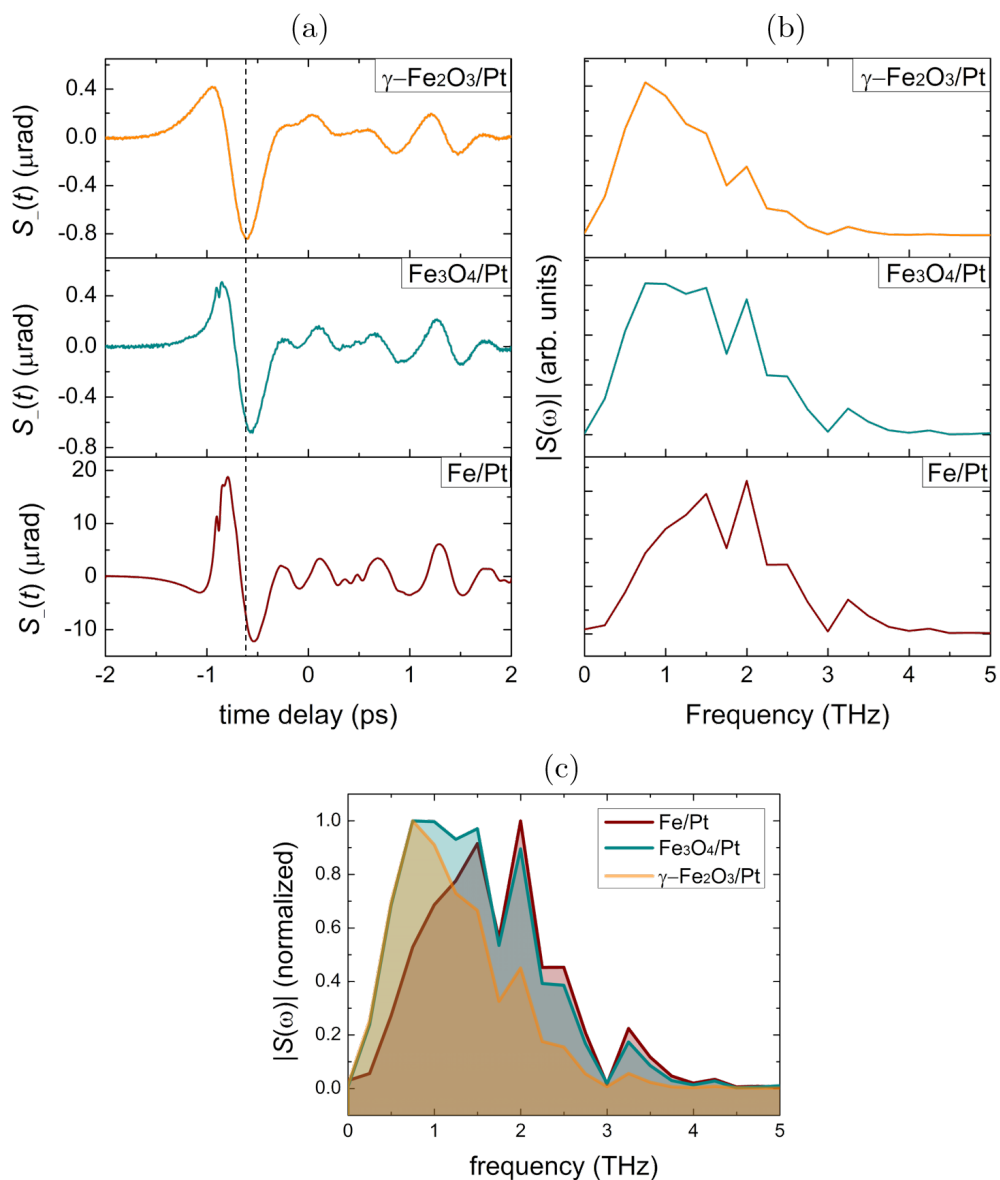 (a)
γ–Fe₂O₃/Pt
0.4
0.0
-0.4
-0.8
S_(t) (μrad)
Fe₃O₄/Pt
0.4
0.0
-0.4
-0.8
S_(t) (μrad)
Fe/Pt
20
10
0
-10
S_(t) (μrad)
-2 -1 0 1 2
time delay (ps)
(b)
γ–Fe₂O₃/Pt
Fe₃O₄/Pt
Fe/Pt
|S(ω)| (arb. units)
0 1 2 3 4 5
Frequency (THz)
(c)
Fe/Pt
Fe₃O₄/Pt
γ–Fe₂O₃/Pt
1.0
0.8
0.6
0.4
0.2
0.0
|S(ω)| (normalized)
0 1 2 3 4 5
frequency (THz)